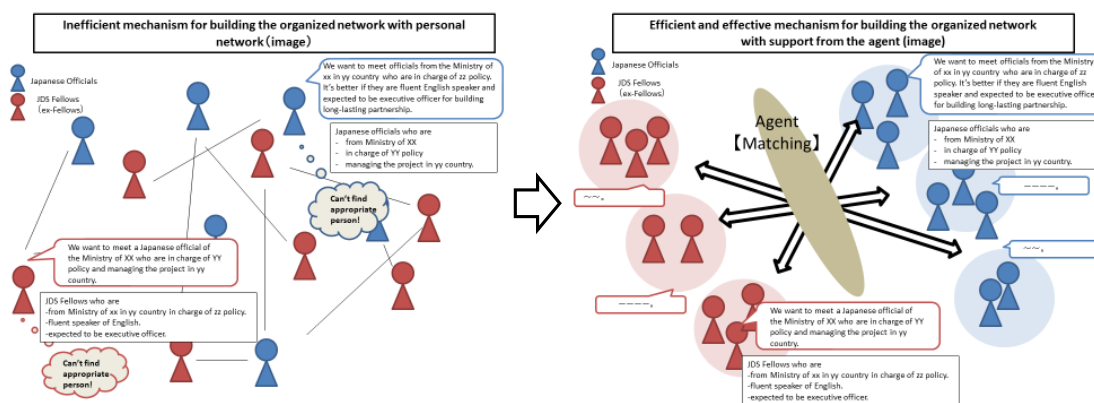 Inefficient mechanism for building the organized network with personal
network(image)
Japanese Officials
JDS Fellows
(ex-Fellows)
We want to meet officials from the Ministry of
xx in yy country who are in charge of zz
policy. It's better if they are fluent English
speaker and expected to be executive officer
for building long-lasting partnership.
Japanese officials who are
- from Ministry of XX
- in charge of YY policy
- managing the project in yy country.
Can't find
appropriate
person!
We want to meet a Japanese official of
the Ministry of XX who are in charge of YY
policy and managing the project in yy
country.
JDS Fellows who are
-from Ministry of xx in yy country in charge of zz policy.
-fluent speaker of English.
-expected to be executive officer.
Can't find
appropriate
person!
Efficient and effective mechanism for building the organized network
with support from the agent (image)
Japanese Officials
JDS Fellows
(ex-Fellows)
We want to meet officials from the Ministry of
xx in yy country who are in charge of zz
policy. It's better if they are fluent English
speaker and expected to be executive officer
for building long-lasting partnership.
Agent
【Matching】
Japanese officials who are
- from Ministry of XX
- in charge of YY policy
- managing the project in yy country.
~~.
----.
~~.
----.
We want to meet a Japanese official of
the Ministry of XX who are in charge of YY
policy and managing the project in yy
country.
JDS Fellows who are
-from Ministry of xx in yy country in charge of zz policy.
-fluent speaker of English.
-expected to be executive officer.